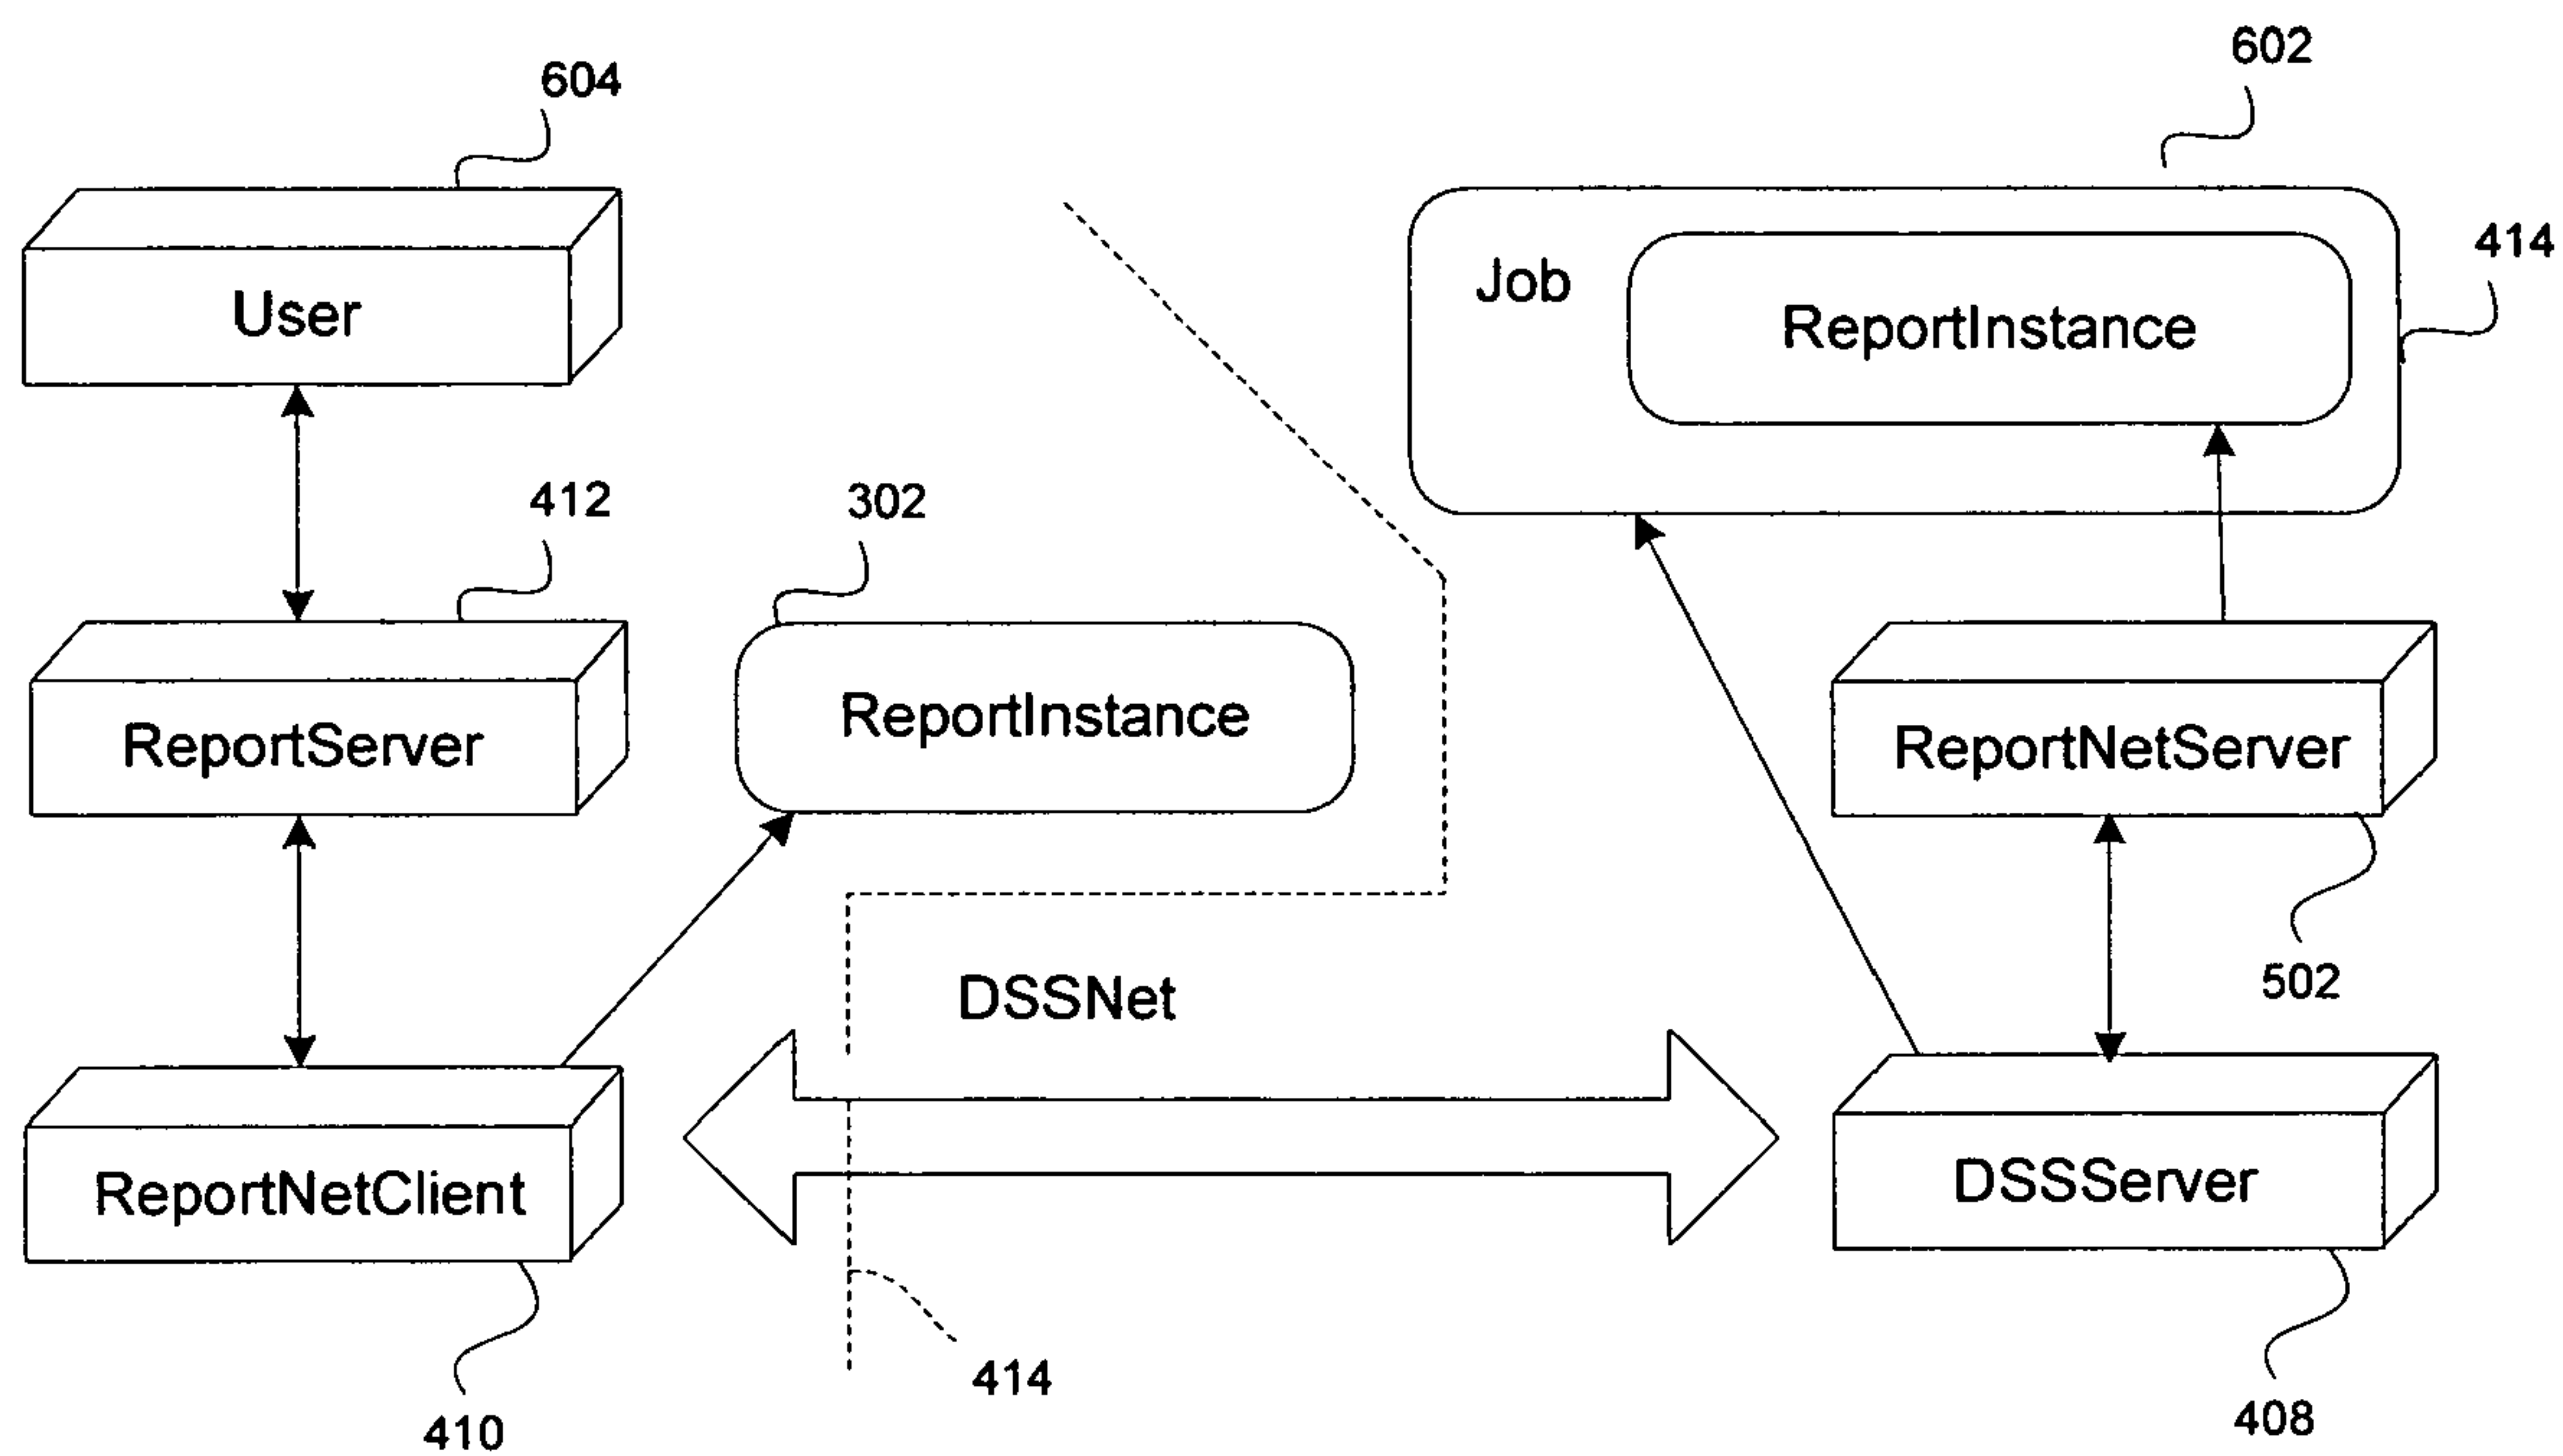 602
604
414
Job
ReportInstance
User
412
302
ReportInstance
ReportServer
ReportNetServer
502
DSSNet
DSSServer
ReportNetClient
414
408
410